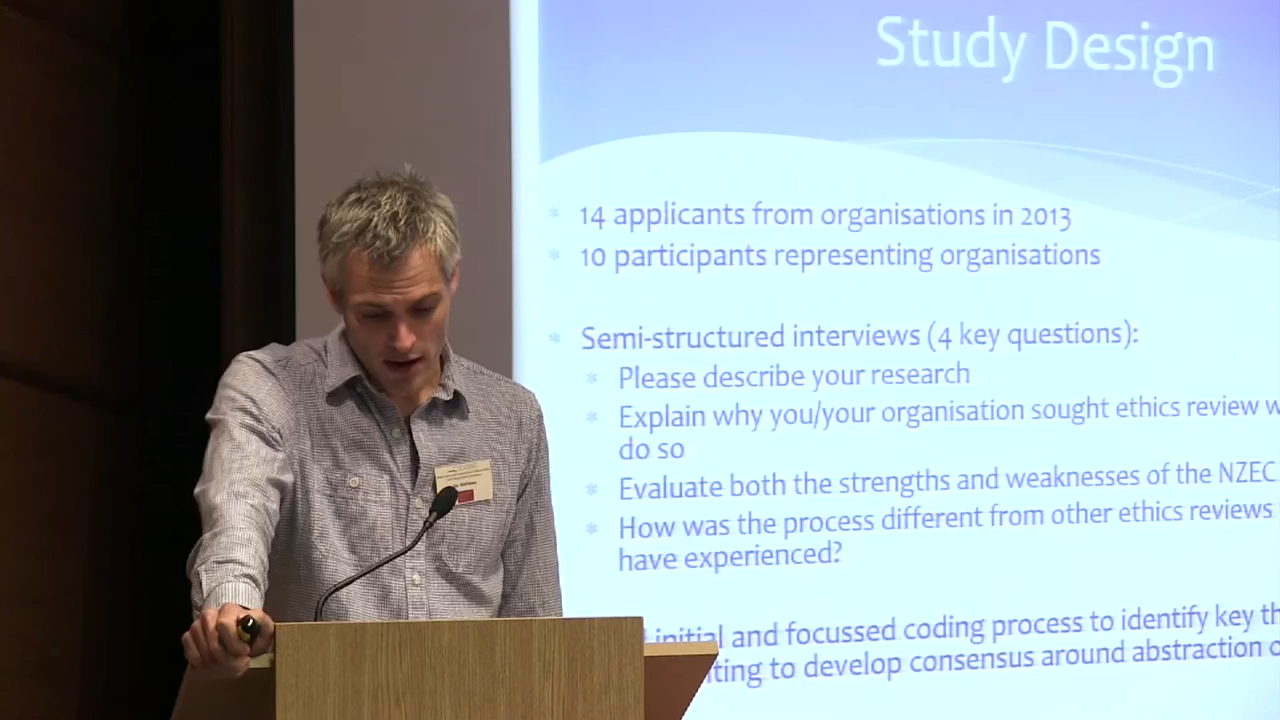 Study Design
14 applicants from organisations in 2013
10 participants representing organisations
Semi-structured interviews (4 key questions):
Please describe your research
Explain why you/your organisation sought ethics review
do so
Evaluate both the strengths and weaknesses of the NZEC
How was the process different from other ethics reviews
have experienced?
initial and focussed coding process to identify key
to develop consensus around abstraction